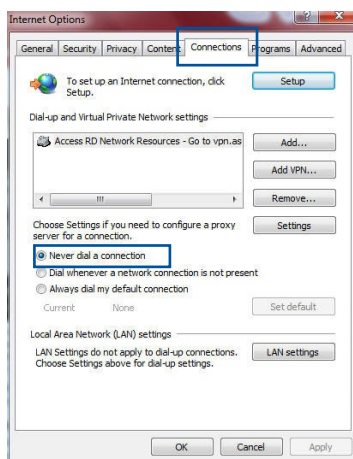 Internet Options
General Security Privacy Content Connections Programs Advanced
To set up an Internet connection, click
Setup.
Setup
Dial-up and Virtual Private Network settings
Access RD Network Resources - Go to vpn.as
Add...
Add VPN...
Remove...
Choose Settings if you need to configure a proxy
server for a connection.
Settings
Never dial a connection
Dial whenever a network connection is not present
Always dial my default connection
Current None
Set default
Local Area Network (LAN) settings
LAN Settings do not apply to dial-up connections.
Choose Settings above for dial-up settings.
LAN settings
OK Cancel Apply